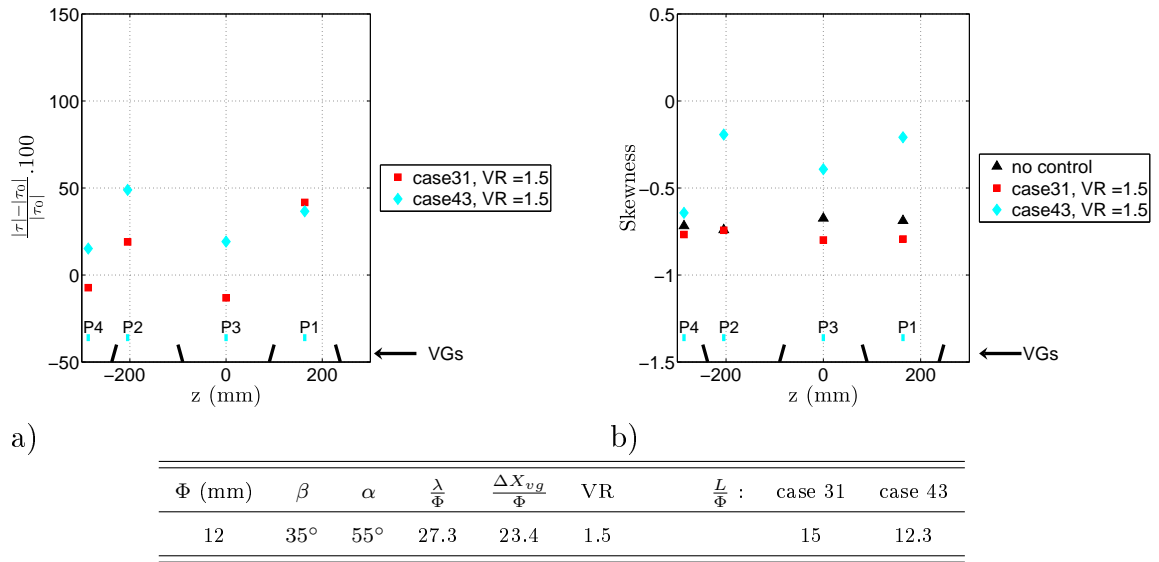 150
100
50
0
−50
|τ|−|τ₀| / |τ₀| .100
case31, VR =1.5
case43, VR =1.5
P4 P2 P3 P1
VGs
−200 0 200
z (mm)
a)
0.5
0
−0.5
−1
−1.5
Skewness
no control
case31, VR =1.5
case43, VR =1.5
P4 P2 P3 P1
VGs
−200 0 200
z (mm)
b)
Φ (mm) β α λ/Φ ΔX_vg/Φ VR L/Φ : case 31 case 43
12 35° 55° 27.3 23.4 1.5 15 12.3